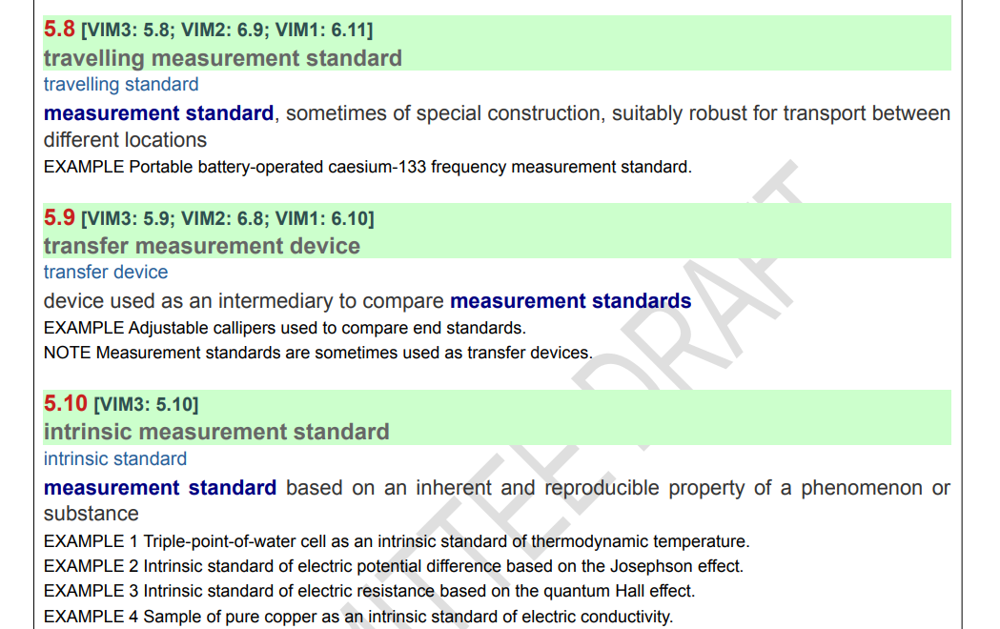 5.8 [VIM3: 5.8; VIM2: 6.9; VIM1: 6.11]
travelling measurement standard
travelling standard
measurement standard, sometimes of special construction, suitably robust for transport between
different locations
EXAMPLE Portable battery-operated caesium-133 frequency measurement standard.
5.9 [VIM3: 5.9; VIM2: 6.8; VIM1: 6.10]
transfer measurement device
transfer device
device used as an intermediary to compare measurement standards
EXAMPLE Adjustable callipers used to compare end standards.
NOTE Measurement standards are sometimes used as transfer devices.
5.10 [VIM3: 5.10]
intrinsic measurement standard
intrinsic standard
measurement standard based on an inherent and reproducible property of a phenomenon or
substance
EXAMPLE 1 Triple-point-of-water cell as an intrinsic standard of thermodynamic temperature.
EXAMPLE 2 Intrinsic standard of electric potential difference based on the Josephson effect.
EXAMPLE 3 Intrinsic standard of electric resistance based on the quantum Hall effect.
EXAMPLE 4 Sample of pure copper as an intrinsic standard of electric conductivity.
MITTEE DRAFT